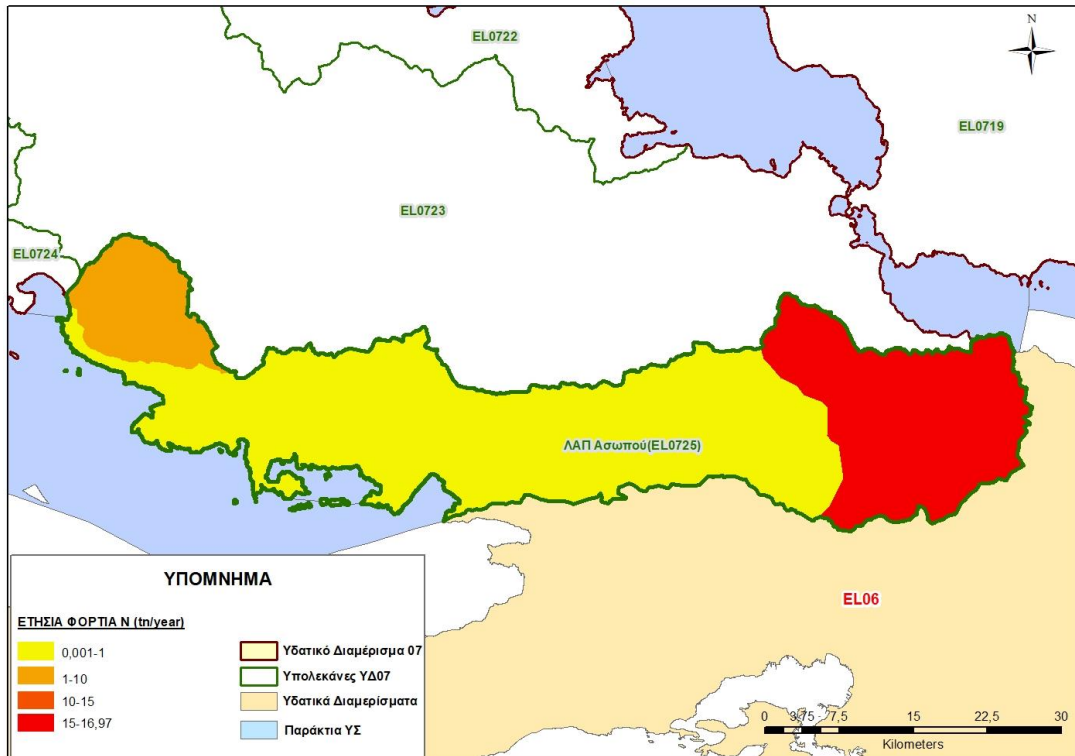 N
EL0722
EL0719
EL0723
EL0724
ΛΑΠ Ασωπού(EL0725)
EL06
ΥΠΟΜΝΗΜΑ
ΕΤΗΣΙΑ ΦΟΡΤΙΑ Ν (tn/year)
0,001-1
1-10
10-15
15-16,97
Υδατικό Διαμέρισμα 07
Υπολεκάνες ΥΔ07
Υδατικά Διαμερίσματα
Παράκτια ΥΣ
0 3,75 7,5 15 22,5 30
Kilometers